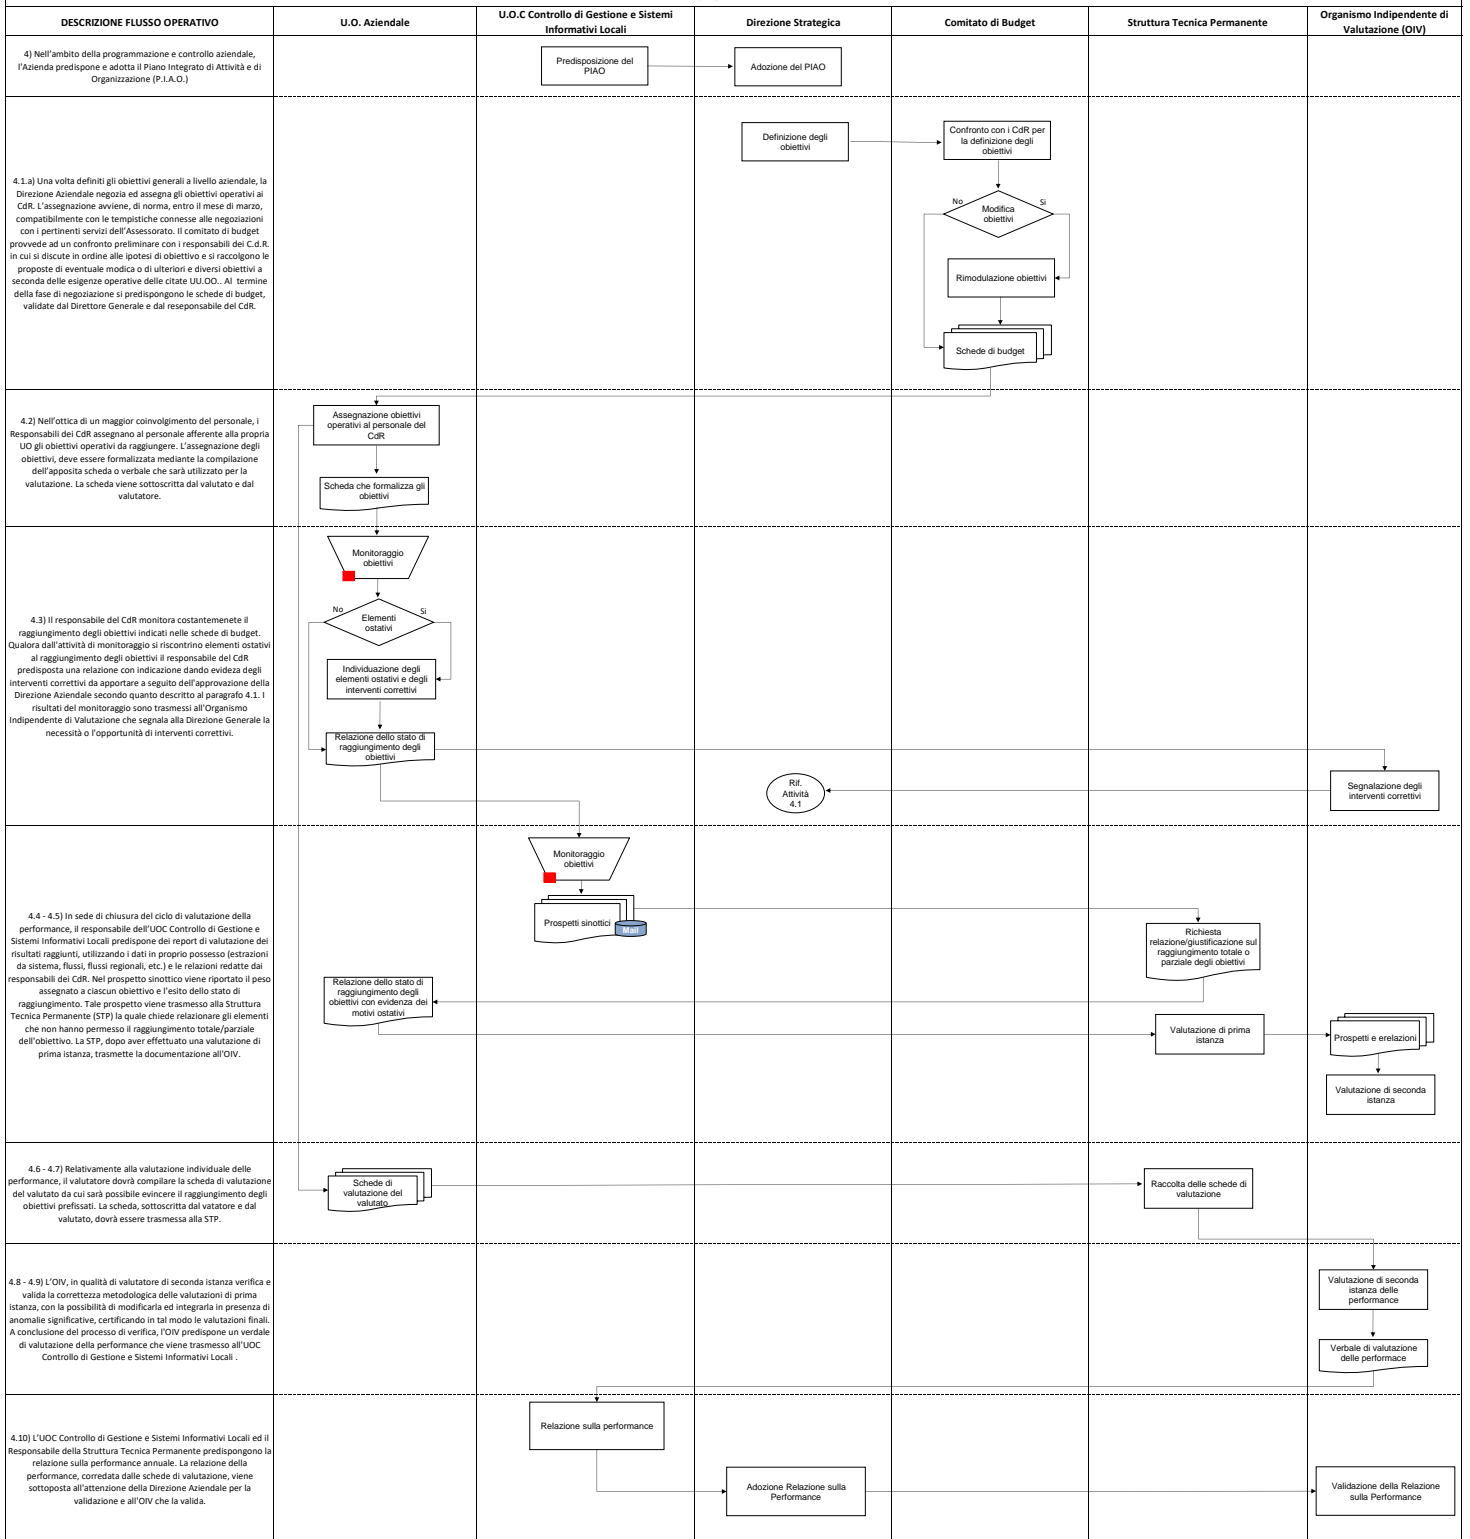 DESCRIZIONE FLUSSO OPERATIVO
U.O. Aziendale
U.O.C Controllo di Gestione e Sistemi
Informativi Locali
Direzione Strategica
Comitato di Budget
Struttura Tecnica Permanente
Organismo Indipendente di
Valutazione (OIV)
4) Nell'ambito della programmazione e controllo aziendale,
l'Azienda predispone e adotta il Piano Integrato di Attività e di
Organizzazione (P.I.A.O.)
Predisposizione del
PIAO
Adozione del PIAO
4.1.a) Una volta definiti gli obiettivi generali a livello aziendale, la
Direzione Aziendale negozia ed assegna gli obiettivi operativi ai
CdR. L'assegnazione avviene, di norma, entro il mese di marzo,
compatibilmente con le tempistiche connesse alle negoziazioni
con i pertinenti servizi dell'Assessorato. Il comitato di budget
provvede ad un confronto preliminare con i responsabili dei C.d.R.
in cui si discute in ordine alle ipotesi di obiettivo e si raccolgono le
proposte di eventuale modica o di ulteriori e diversi obiettivi a
seconda delle esigenze operative delle citate UU.OO.. Al  termine
della fase di negoziazione si predispongono le schede di budget,
validate dal Direttore Generale e dal reseponsabile del CdR.
Definizione degli
obiettivi
Confronto con i CdR per
la definizione degli
obiettivi
No
Si
Modifica
obiettivi
Rimodulazione obiettivi
Schede di budget
4.2) Nell'ottica di un maggior coinvolgimento del personale, i
Responsabili dei CdR assegnano al personale afferente alla propria
UO gli obiettivi operativi da raggiungere. L'assegnazione degli
obiettivi, deve essere formalizzata mediante la compilazione
dell'apposita scheda o verbale che sarà utilizzato per la
valutazione. La scheda viene sottoscritta dal valutato e dal
valutatore.
Assegnazione obiettivi
operativi al personale del
CdR
Scheda che formalizza gli
obiettivi
4.3) Il responsabile del CdR monitora costantemenete il
raggiungimento degli obiettivi indicati nelle schede di budget.
Qualora dall'attività di monitoraggio si riscontrino elementi ostativi
al raggiungimento degli obiettivi il responsabile del CdR
predisposta una relazione con indicazione dando evideza degli
interventi correttivi da apportare a seguito dell'approvazione della
Direzione Aziendale secondo quanto descritto al paragrafo 4.1. I
risultati del monitoraggio sono trasmessi all'Organismo
Indipendente di Valutazione che segnala alla Direzione Generale la
necessità o l'opportunità di interventi correttivi.
Monitoraggio
obiettivi
No
Si
Elementi
ostativi
Individuazione degli
elementi ostativi e degli
interventi correttivi
Relazione dello stato di
raggiungimento degli
obiettivi
Rif.
Attività
4.1
Segnalazione degli
interventi correttivi
4.4 - 4.5) In sede di chiusura del ciclo di valutazione della
performance, il responsabile dell'UOC Controllo di Gestione e
Sistemi Informativi Locali predispone dei report di valutazione dei
risultati raggiunti, utilizzando i dati in proprio possesso (estrazioni
da sistema, flussi, flussi regionali, etc.) e le relazioni redatte dai
responsabili dei CdR. Nel prospetto sinottico viene riportato il peso
assegnato a ciascun obiettivo e l'esito dello stato di
raggiungimento. Tale prospetto viene trasmesso alla Struttura
Tecnica Permanente (STP) la quale chiede relazionare gli elementi
che non hanno permesso il raggiungimento totale/parziale
dell'obiettivo. La STP, dopo aver effettuato una valutazione di
prima istanza, trasmette la documentazione all'OIV.
Monitoraggio
obiettivi
Prospetti sinottici
Mail
Richiesta
relazione/giustificazione sul
raggiungimento totale o
parziale degli obiettivi
Relazione dello stato di
raggiungimento degli
obiettivi con evidenza dei
motivi ostativi
Valutazione di prima
istanza
Prospetti e erelazioni
Valutazione di seconda
istanza
4.6 - 4.7) Relativamente alla valutazione individuale delle
performance, il valutatore dovrà compilare la scheda di valutazione
del valutato da cui sarà possibile evincere il raggiungimento degli
obiettivi prefissati. La scheda, sottoscritta dal vatatore e dal
valutato, dovrà essere trasmessa alla STP.
Schede di
valutazione del
valutato
Raccolta delle schede di
valutazione
4.8 - 4.9) L'OIV, in qualità di valutatore di seconda istanza verifica e
valida la correttezza metodologica delle valutazioni di prima
istanza, con la possibilità di modificarla ed integrarla in presenza di
anomalie significative, certificando in tal modo le valutazioni finali.
A conclusione del processo di verifica, l'OIV predispone un verdale
di valutazione della performance che viene trasmesso all'UOC
Controllo di Gestione e Sistemi Informativi Locali .
Valutazione di seconda
istanza delle
performance
Verbale di valutazione
delle performace
4.10) L'UOC Controllo di Gestione e Sistemi Informativi Locali ed il
Responsabile della Struttura Tecnica Permanente predispongono la
relazione sulla performance annuale. La relazione della
performance, corredata dalle schede di valutazione, viene
sottoposta all'attenzione della Direzione Aziendale per la
validazione e all'OIV che la valida.
Relazione sulla performance
Adozione Relazione sulla
Performance
Validazione della Relazione
sulla Performance